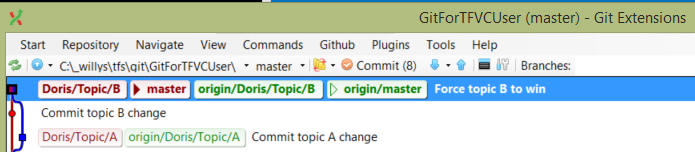 GitForTFVCUser (master) - Git Extensions
Start Repository Navigate View Commands Github Plugins Tools Help
C:\_willys\tfs\git\GitForTFVCUser\ master Commit (8) Branches:
Doris/Topic/B master origin/Doris/Topic/B origin/master Force topic B to win
Commit topic B change
Doris/Topic/A origin/Doris/Topic/A Commit topic A change